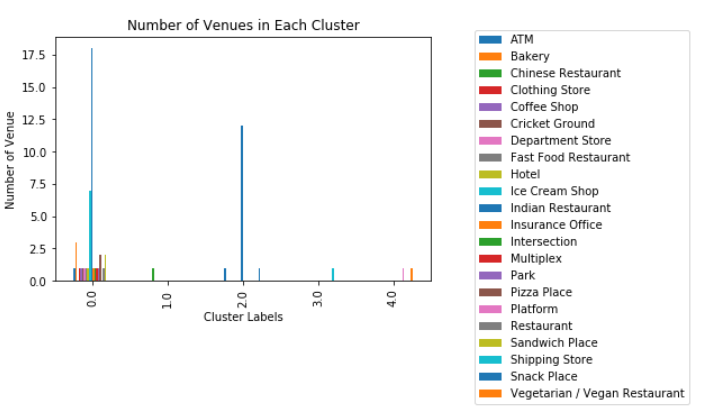 Number of Venues in Each Cluster
Number of Venue
17.5
15.0
12.5
10.0
7.5
5.0
2.5
0.0
0.0
1.0
2.0
3.0
4.0
Cluster Labels
ATM
Bakery
Chinese Restaurant
Clothing Store
Coffee Shop
Cricket Ground
Department Store
Fast Food Restaurant
Hotel
Ice Cream Shop
Indian Restaurant
Insurance Office
Intersection
Multiplex
Park
Pizza Place
Platform
Restaurant
Sandwich Place
Shipping Store
Snack Place
Vegetarian / Vegan Restaurant